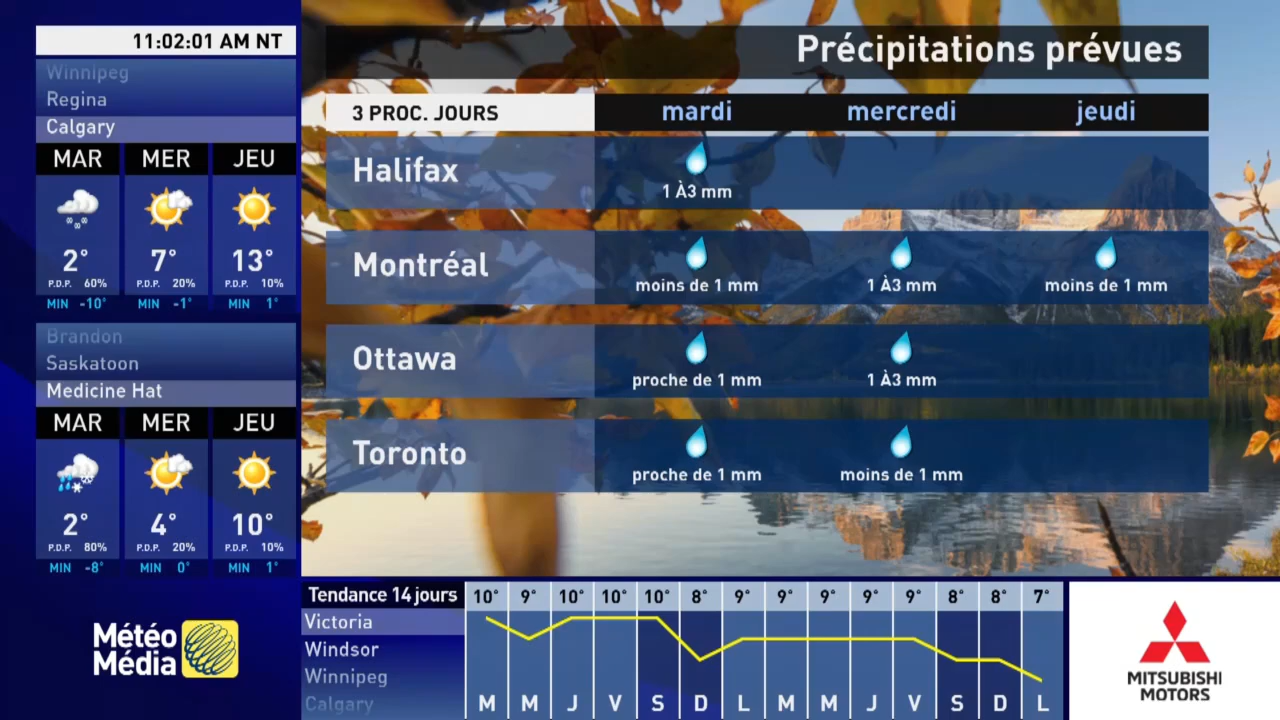 11:02:01 AM NT
Winnipeg
Regina
Calgary
MAR MER JEU
2° 7° 13°
P.D.P. 60% P.D.P. 20% P.D.P. 10%
MIN -10° MIN -1° MIN 1°
Brandon
Saskatoon
Medicine Hat
MAR MER JEU
2° 4° 10°
P.D.P. 80% P.D.P. 20% P.D.P. 10%
MIN -8° MIN 0° MIN 1°
Météo
Média
Précipitations prévues
3 PROC. JOURS mardi mercredi jeudi
Halifax 1 À3 mm
Montréal moins de 1 mm 1 À3 mm moins de 1 mm
Ottawa proche de 1 mm 1 À3 mm
Toronto proche de 1 mm moins de 1 mm
Tendance 14 jours 10° 9° 10° 10° 10° 8° 9° 9° 9° 9° 9° 8° 8° 7°
Victoria
Windsor
Winnipeg
Calgary
M M J V S D L M M J V S D L
MITSUBISHI
MOTORS